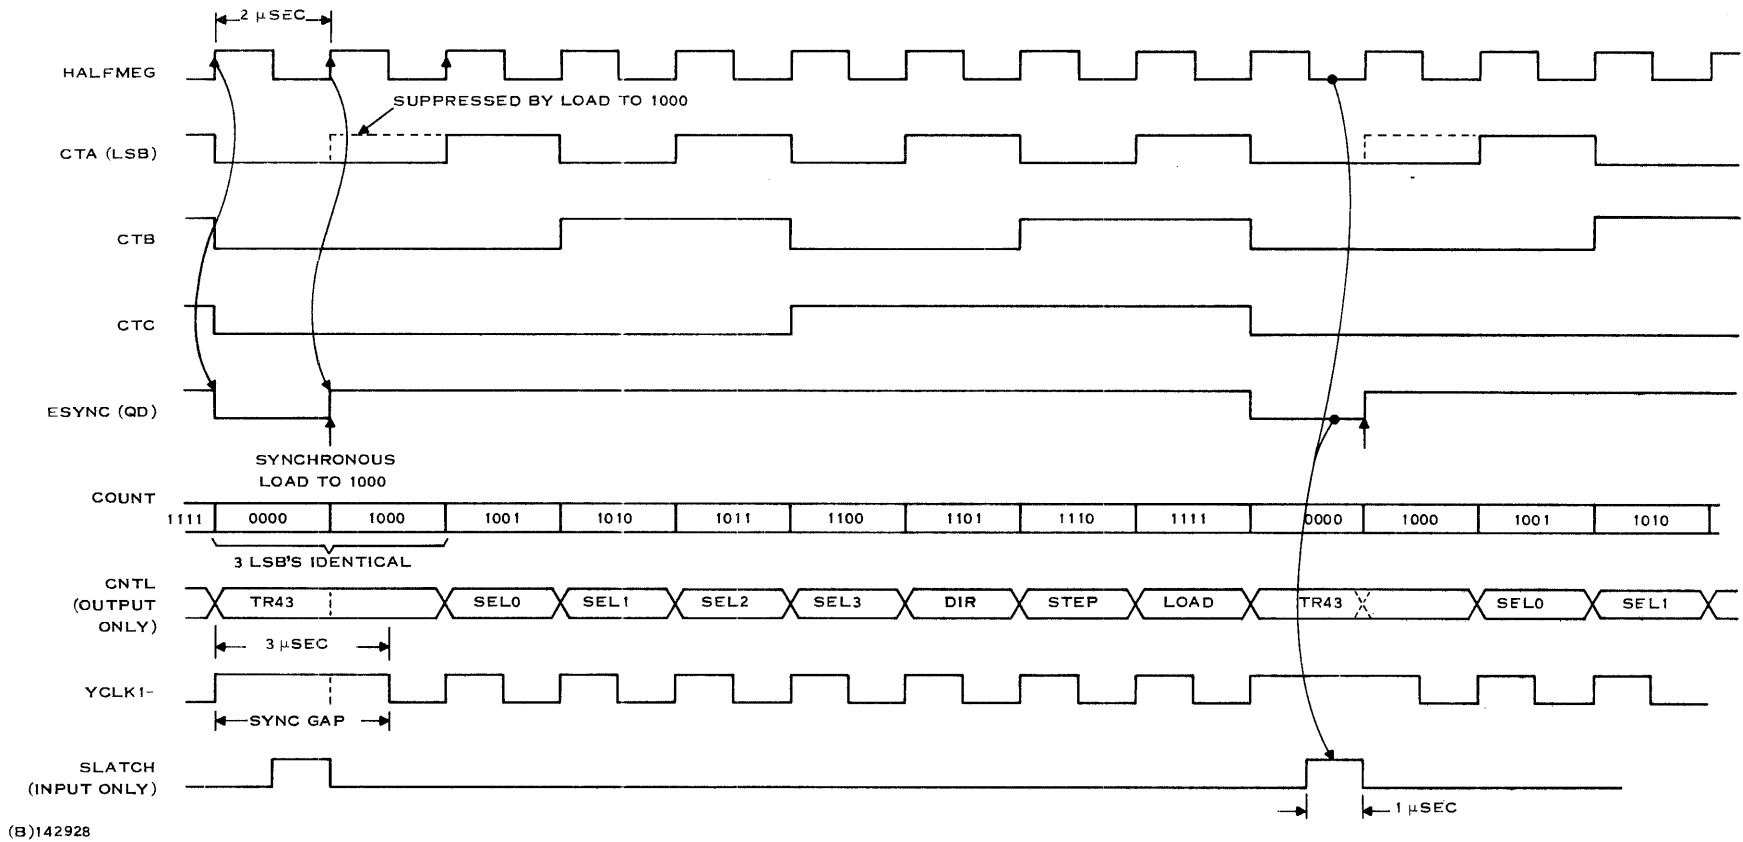 2 μSEC
HALFMEG
SUPPRESSED BY LOAD TO 1000
CTA (LSB)
CTB
CTC
ESYNC (QD)
SYNCHRONOUS
LOAD TO 1000
COUNT
1111 0000 1000 1001 1010 1011 1100 1101 1110 1111 0000 1000 1001 1010
3 LSB'S IDENTICAL
CNTL
(OUTPUT
ONLY)
TR43 SEL0 SEL1 SEL2 SEL3 DIR STEP LOAD TR43 SEL0 SEL1
3 μSEC
YCLK1-
SYNC GAP
SLATCH
(INPUT ONLY)
1 μSEC
(B)142928